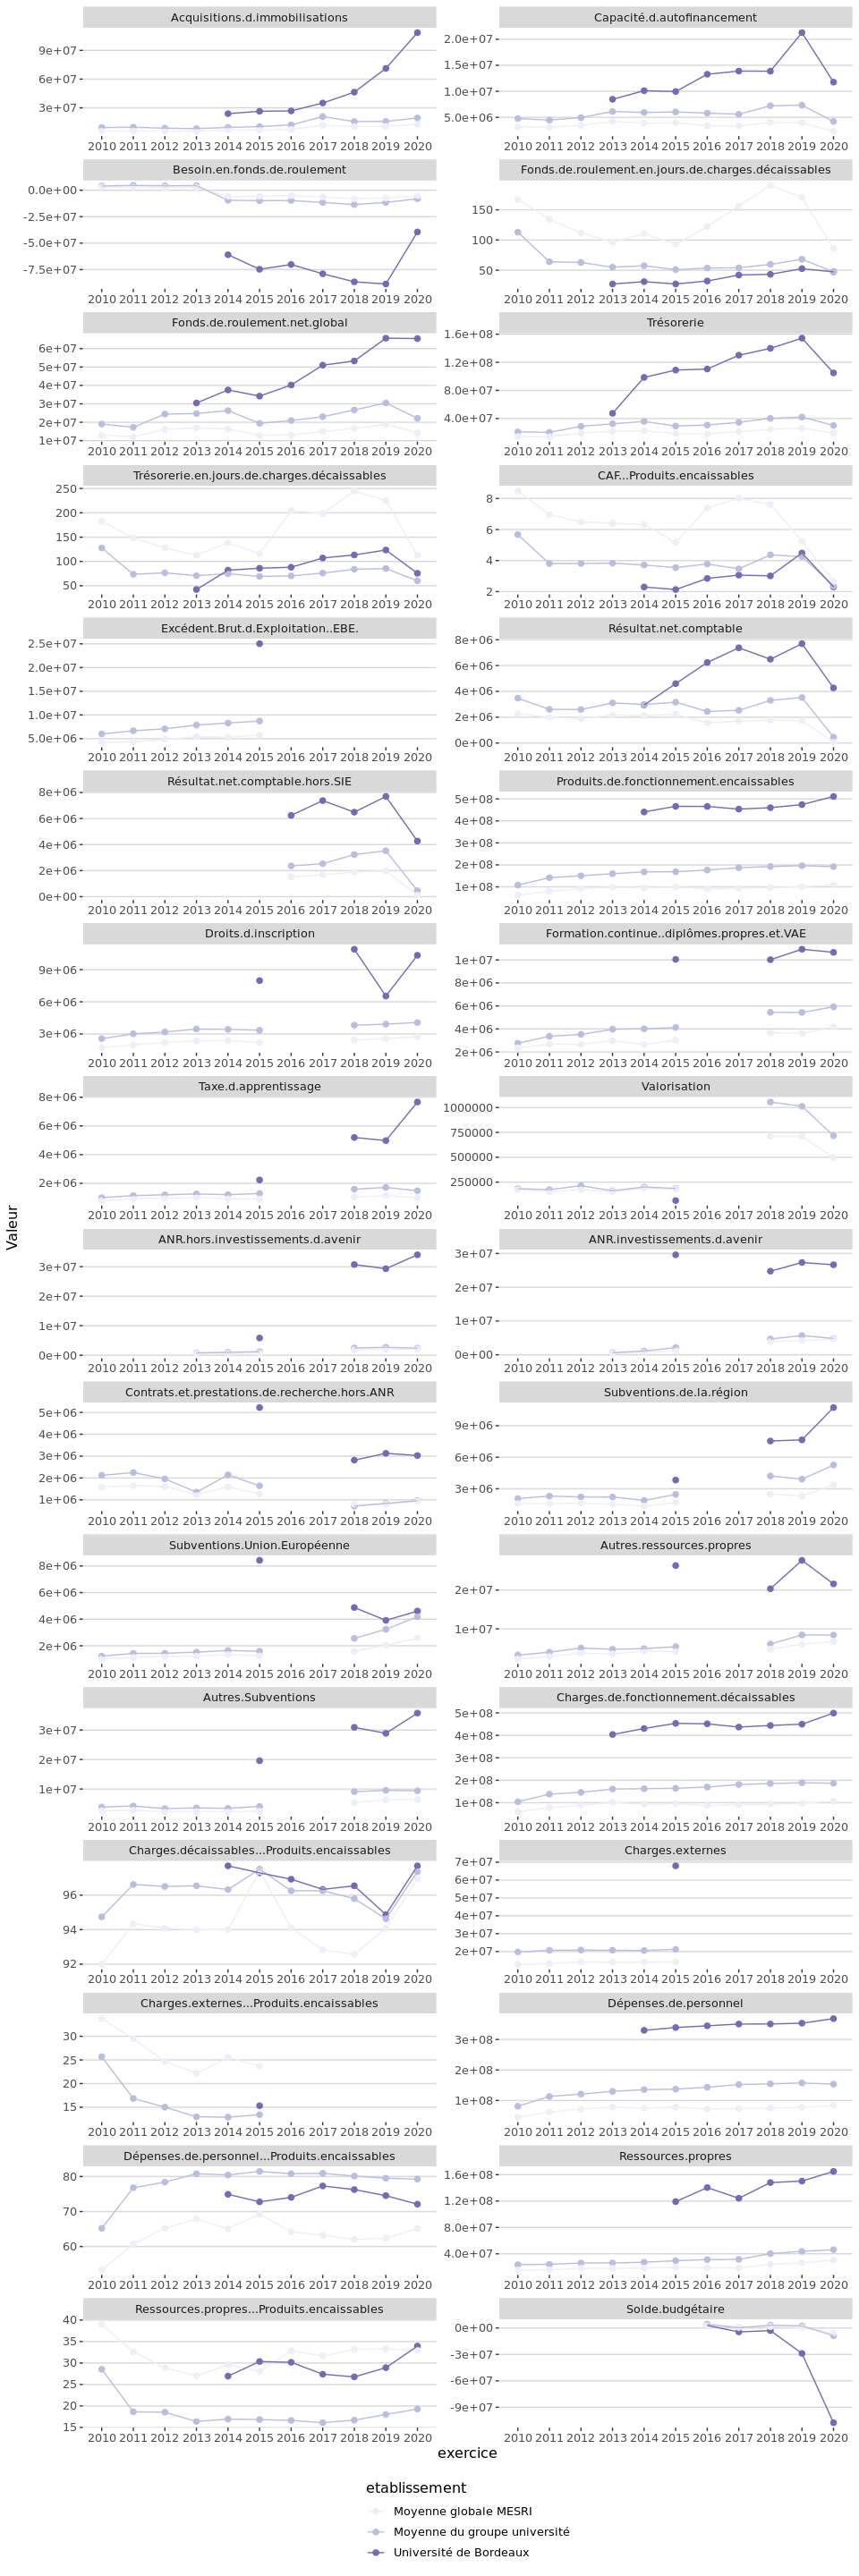 Acquisitions.d.immobilisations
9e+07
6e+07
3e+07
2010 2011 2012 2013 2014 2015 2016 2017 2018 2019 2020
Capacité.d.autofinancement
2.0e+07
1.5e+07
1.0e+07
5.0e+06
2010 2011 2012 2013 2014 2015 2016 2017 2018 2019 2020
Besoin.en.fonds.de.roulement
0.0e+00
-2.5e+07
-5.0e+07
-7.5e+07
2010 2011 2012 2013 2014 2015 2016 2017 2018 2019 2020
Fonds.de.roulement.en.jours.de.charges.décaissables
150
100
50
2010 2011 2012 2013 2014 2015 2016 2017 2018 2019 2020
Fonds.de.roulement.net.global
6e+07
5e+07
4e+07
3e+07
2e+07
1e+07
2010 2011 2012 2013 2014 2015 2016 2017 2018 2019 2020
Trésorerie
1.6e+08
1.2e+08
8.0e+07
4.0e+07
2010 2011 2012 2013 2014 2015 2016 2017 2018 2019 2020
Trésorerie.en.jours.de.charges.décaissables
250
200
150
100
50
2010 2011 2012 2013 2014 2015 2016 2017 2018 2019 2020
CAF...Produits.encaissables
8
6
4
2
2010 2011 2012 2013 2014 2015 2016 2017 2018 2019 2020
Excédent.Brut.d.Exploitation..EBE.
2.5e+07
2.0e+07
1.5e+07
1.0e+07
5.0e+06
2010 2011 2012 2013 2014 2015 2016 2017 2018 2019 2020
Résultat.net.comptable
8e+06
6e+06
4e+06
2e+06
0e+00
2010 2011 2012 2013 2014 2015 2016 2017 2018 2019 2020
Résultat.net.comptable.hors.SIE
8e+06
6e+06
4e+06
2e+06
0e+00
2010 2011 2012 2013 2014 2015 2016 2017 2018 2019 2020
Produits.de.fonctionnement.encaissables
5e+08
4e+08
3e+08
2e+08
1e+08
2010 2011 2012 2013 2014 2015 2016 2017 2018 2019 2020
Droits.d.inscription
9e+06
6e+06
3e+06
2010 2011 2012 2013 2014 2015 2016 2017 2018 2019 2020
Formation.continue..diplômes.propres.et.VAE
1e+07
8e+06
6e+06
4e+06
2e+06
2010 2011 2012 2013 2014 2015 2016 2017 2018 2019 2020
Taxe.d.apprentissage
8e+06
6e+06
4e+06
2e+06
2010 2011 2012 2013 2014 2015 2016 2017 2018 2019 2020
Valorisation
1000000
750000
500000
250000
2010 2011 2012 2013 2014 2015 2016 2017 2018 2019 2020
Valeur
ANR.hors.investissements.d.avenir
3e+07
2e+07
1e+07
0e+00
2010 2011 2012 2013 2014 2015 2016 2017 2018 2019 2020
ANR.investissements.d.avenir
3e+07
2e+07
1e+07
0e+00
2010 2011 2012 2013 2014 2015 2016 2017 2018 2019 2020
Contrats.et.prestations.de.recherche.hors.ANR
5e+06
4e+06
3e+06
2e+06
1e+06
2010 2011 2012 2013 2014 2015 2016 2017 2018 2019 2020
Subventions.de.la.région
9e+06
6e+06
3e+06
2010 2011 2012 2013 2014 2015 2016 2017 2018 2019 2020
Subventions.Union.Européenne
8e+06
6e+06
4e+06
2e+06
2010 2011 2012 2013 2014 2015 2016 2017 2018 2019 2020
Autres.ressources.propres
2e+07
1e+07
2010 2011 2012 2013 2014 2015 2016 2017 2018 2019 2020
Autres.Subventions
3e+07
2e+07
1e+07
2010 2011 2012 2013 2014 2015 2016 2017 2018 2019 2020
Charges.de.fonctionnement.décaissables
5e+08
4e+08
3e+08
2e+08
1e+08
2010 2011 2012 2013 2014 2015 2016 2017 2018 2019 2020
Charges.décaissables...Produits.encaissables
96
94
92
2010 2011 2012 2013 2014 2015 2016 2017 2018 2019 2020
Charges.externes
7e+07
6e+07
5e+07
4e+07
3e+07
2e+07
2010 2011 2012 2013 2014 2015 2016 2017 2018 2019 2020
Charges.externes...Produits.encaissables
30
25
20
15
2010 2011 2012 2013 2014 2015 2016 2017 2018 2019 2020
Dépenses.de.personnel
3e+08
2e+08
1e+08
2010 2011 2012 2013 2014 2015 2016 2017 2018 2019 2020
Dépenses.de.personnel...Produits.encaissables
80
70
60
2010 2011 2012 2013 2014 2015 2016 2017 2018 2019 2020
Ressources.propres
1.6e+08
1.2e+08
8.0e+07
4.0e+07
2010 2011 2012 2013 2014 2015 2016 2017 2018 2019 2020
Ressources.propres...Produits.encaissables
40
35
30
25
20
15
2010 2011 2012 2013 2014 2015 2016 2017 2018 2019 2020
Solde.budgétaire
0e+00
-3e+07
-6e+07
-9e+07
2010 2011 2012 2013 2014 2015 2016 2017 2018 2019 2020
exercice
etablissement
Moyenne globale MESRI
Moyenne du groupe université
Université de Bordeaux